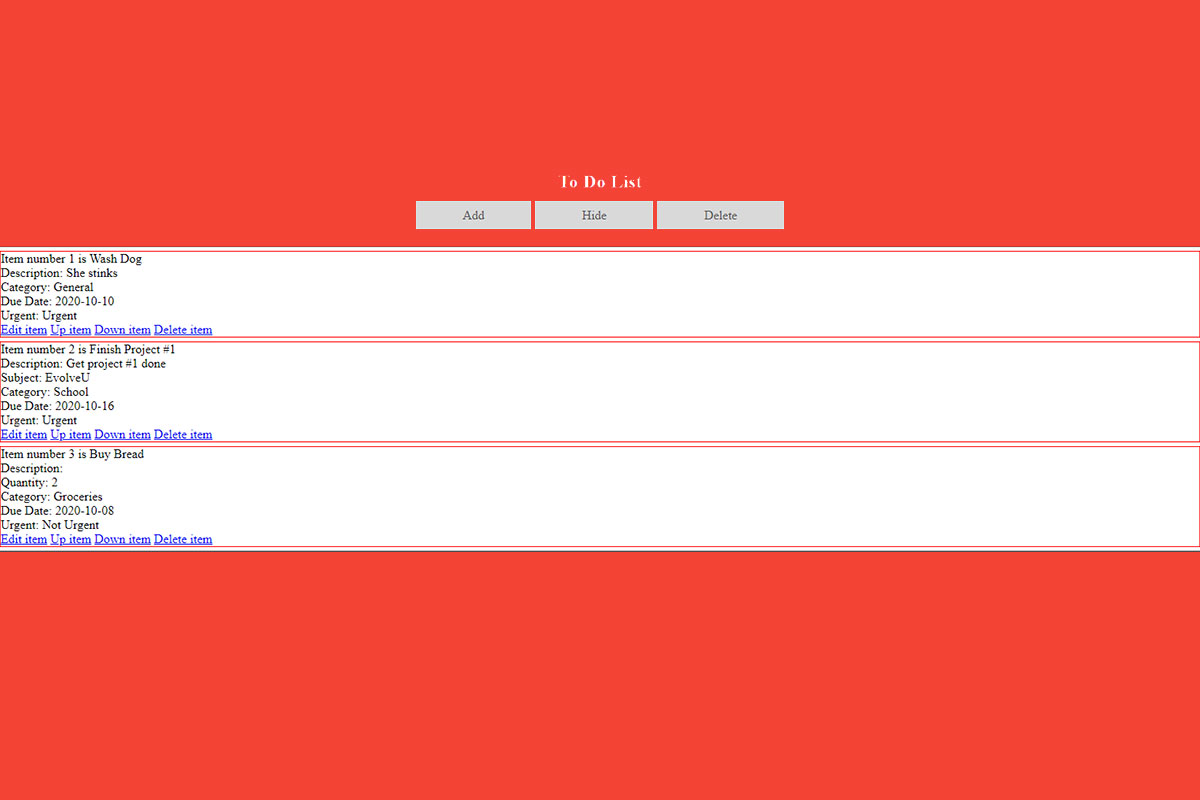 To Do List
Add Hide Delete
Item number 1 is Wash Dog
Description: She stinks
Category: General
Due Date: 2020-10-10
Urgent: Urgent
Edit item Up item Down item Delete item
Item number 2 is Finish Project #1
Description: Get project #1 done
Subject: EvolveU
Category: School
Due Date: 2020-10-16
Urgent: Urgent
Edit item Up item Down item Delete item
Item number 3 is Buy Bread
Description:
Quantity: 2
Category: Groceries
Due Date: 2020-10-08
Urgent: Not Urgent
Edit item Up item Down item Delete item